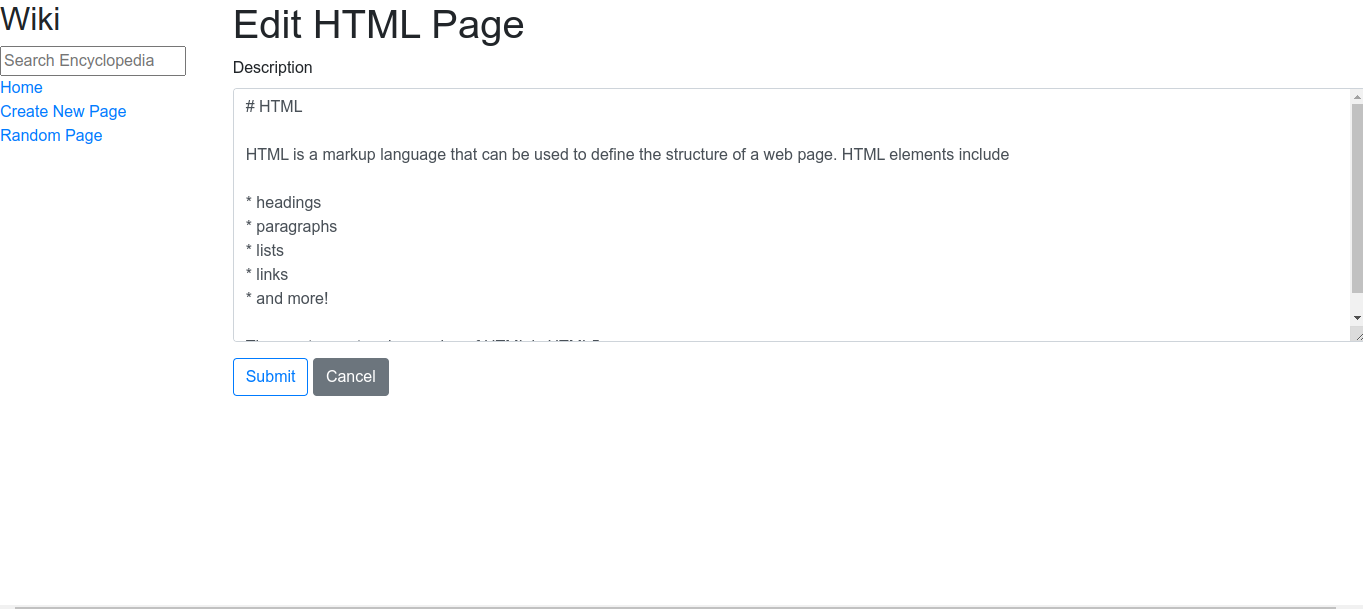 Wiki
Search Encyclopedia
Home
Create New Page
Random Page
Edit HTML Page
Description
# HTML
HTML is a markup language that can be used to define the structure of a web page. HTML elements include
* headings
* paragraphs
* lists
* links
* and more!
Submit
Cancel